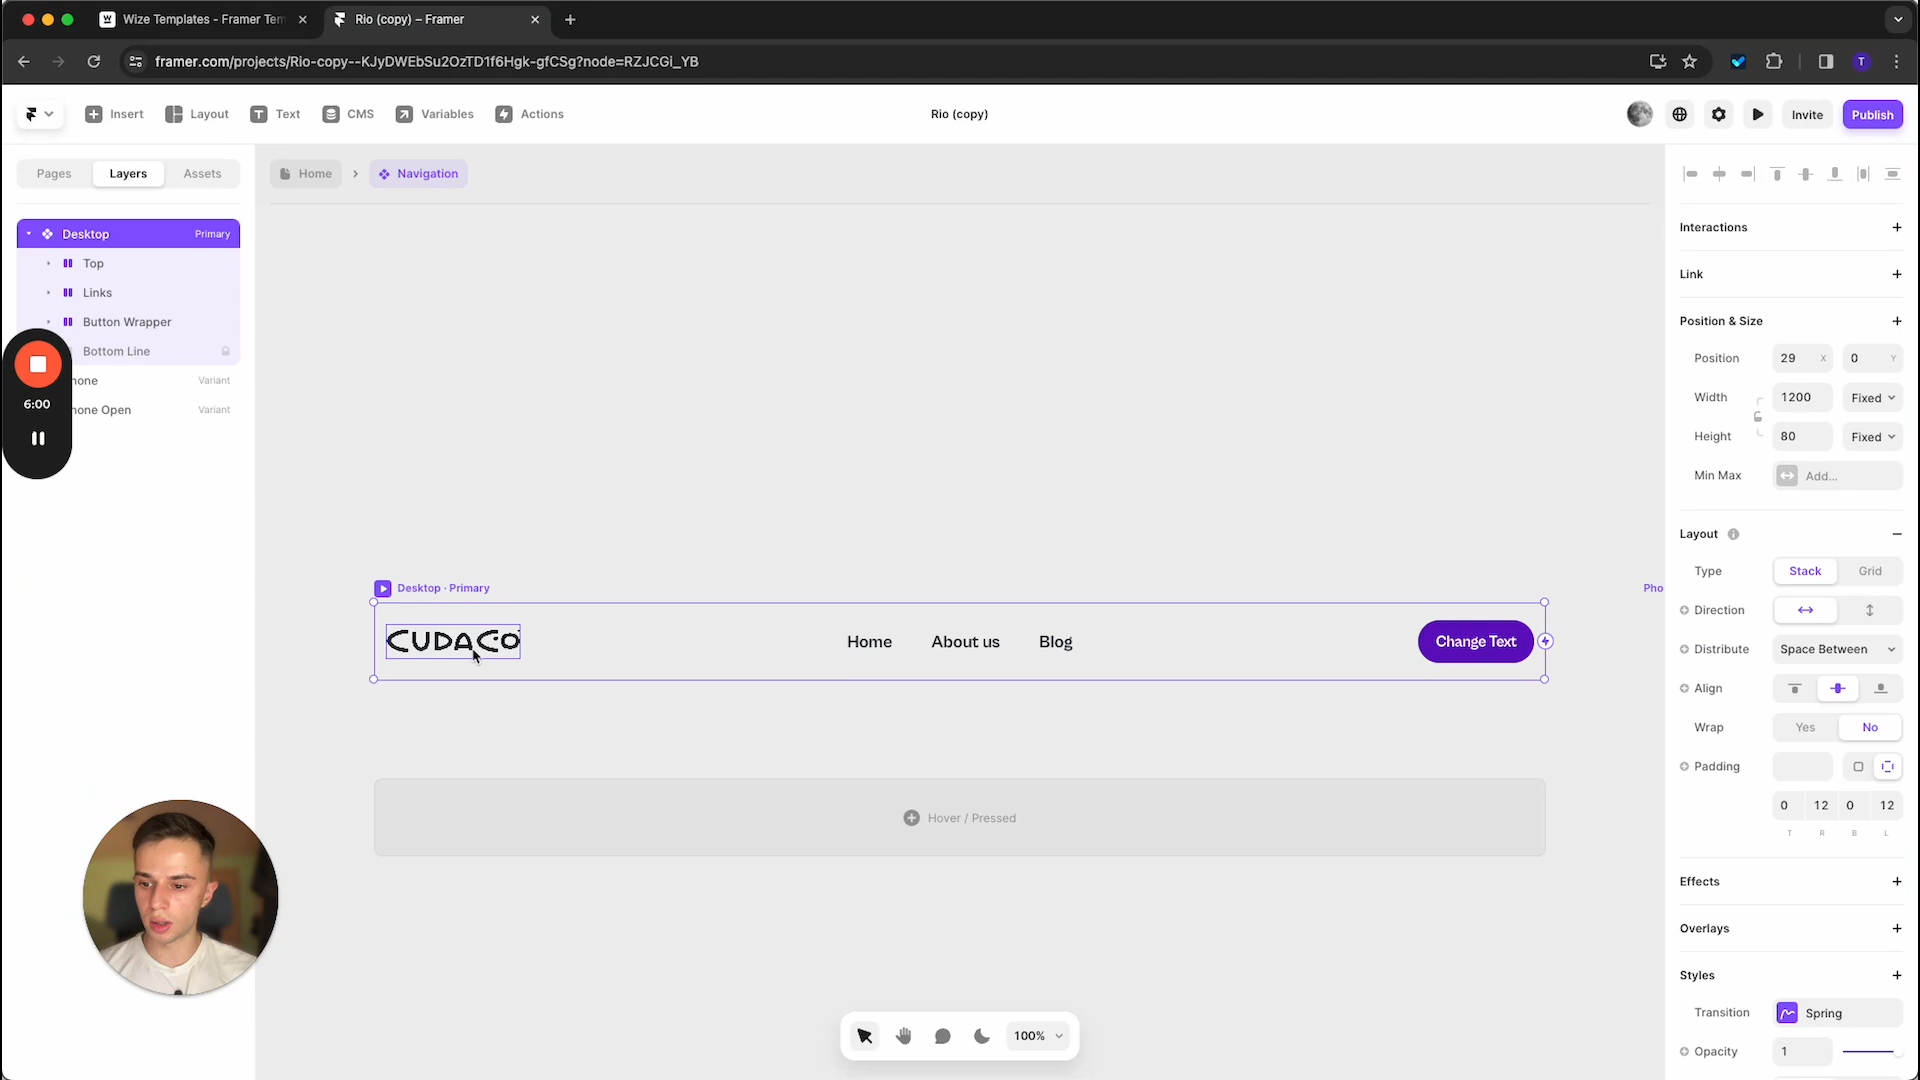 Wize Templates - Framer Tem
Rio (copy) – Framer
framer.com/projects/Rio-copy--KJyDWEbSu2OzTD1f6Hgk-gfCSg?node=RZJCGi_YB
T
Insert
Layout
Text
CMS
Variables
Actions
Rio (copy)
Invite
Publish
Pages
Layers
Assets
Home
Navigation
Desktop
Primary
Top
Links
Button Wrapper
Bottom Line
hone
Variant
hone Open
Variant
6:00
Desktop · Primary
Pho
CUDACO
Home
About us
Blog
Change Text
Hover / Pressed
100%
Interactions
Link
Position & Size
Position
29
X
0
Y
Width
1200
Fixed
Height
80
Fixed
Min Max
Add...
Layout
Type
Stack
Grid
Direction
Distribute
Space Between
Align
Wrap
Yes
No
Padding
0
12
0
12
T
R
B
L
Effects
Overlays
Styles
Transition
Spring
Opacity
1